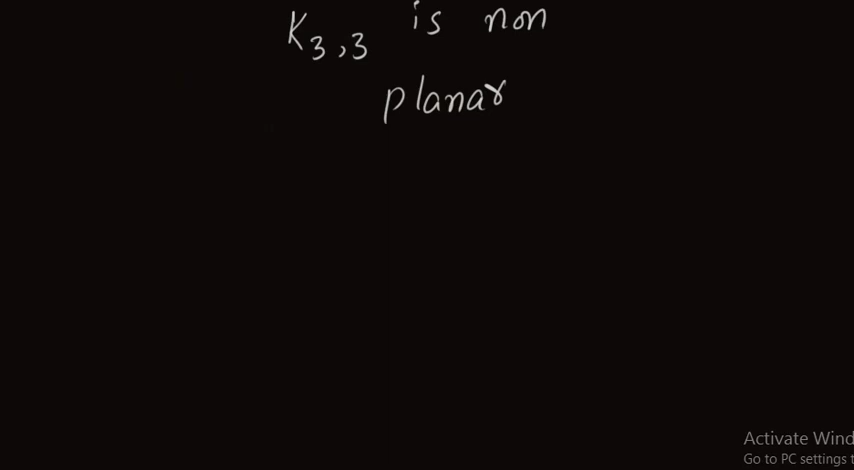 K3,3 is non
planar
Activate Wind
Go to PC settings t